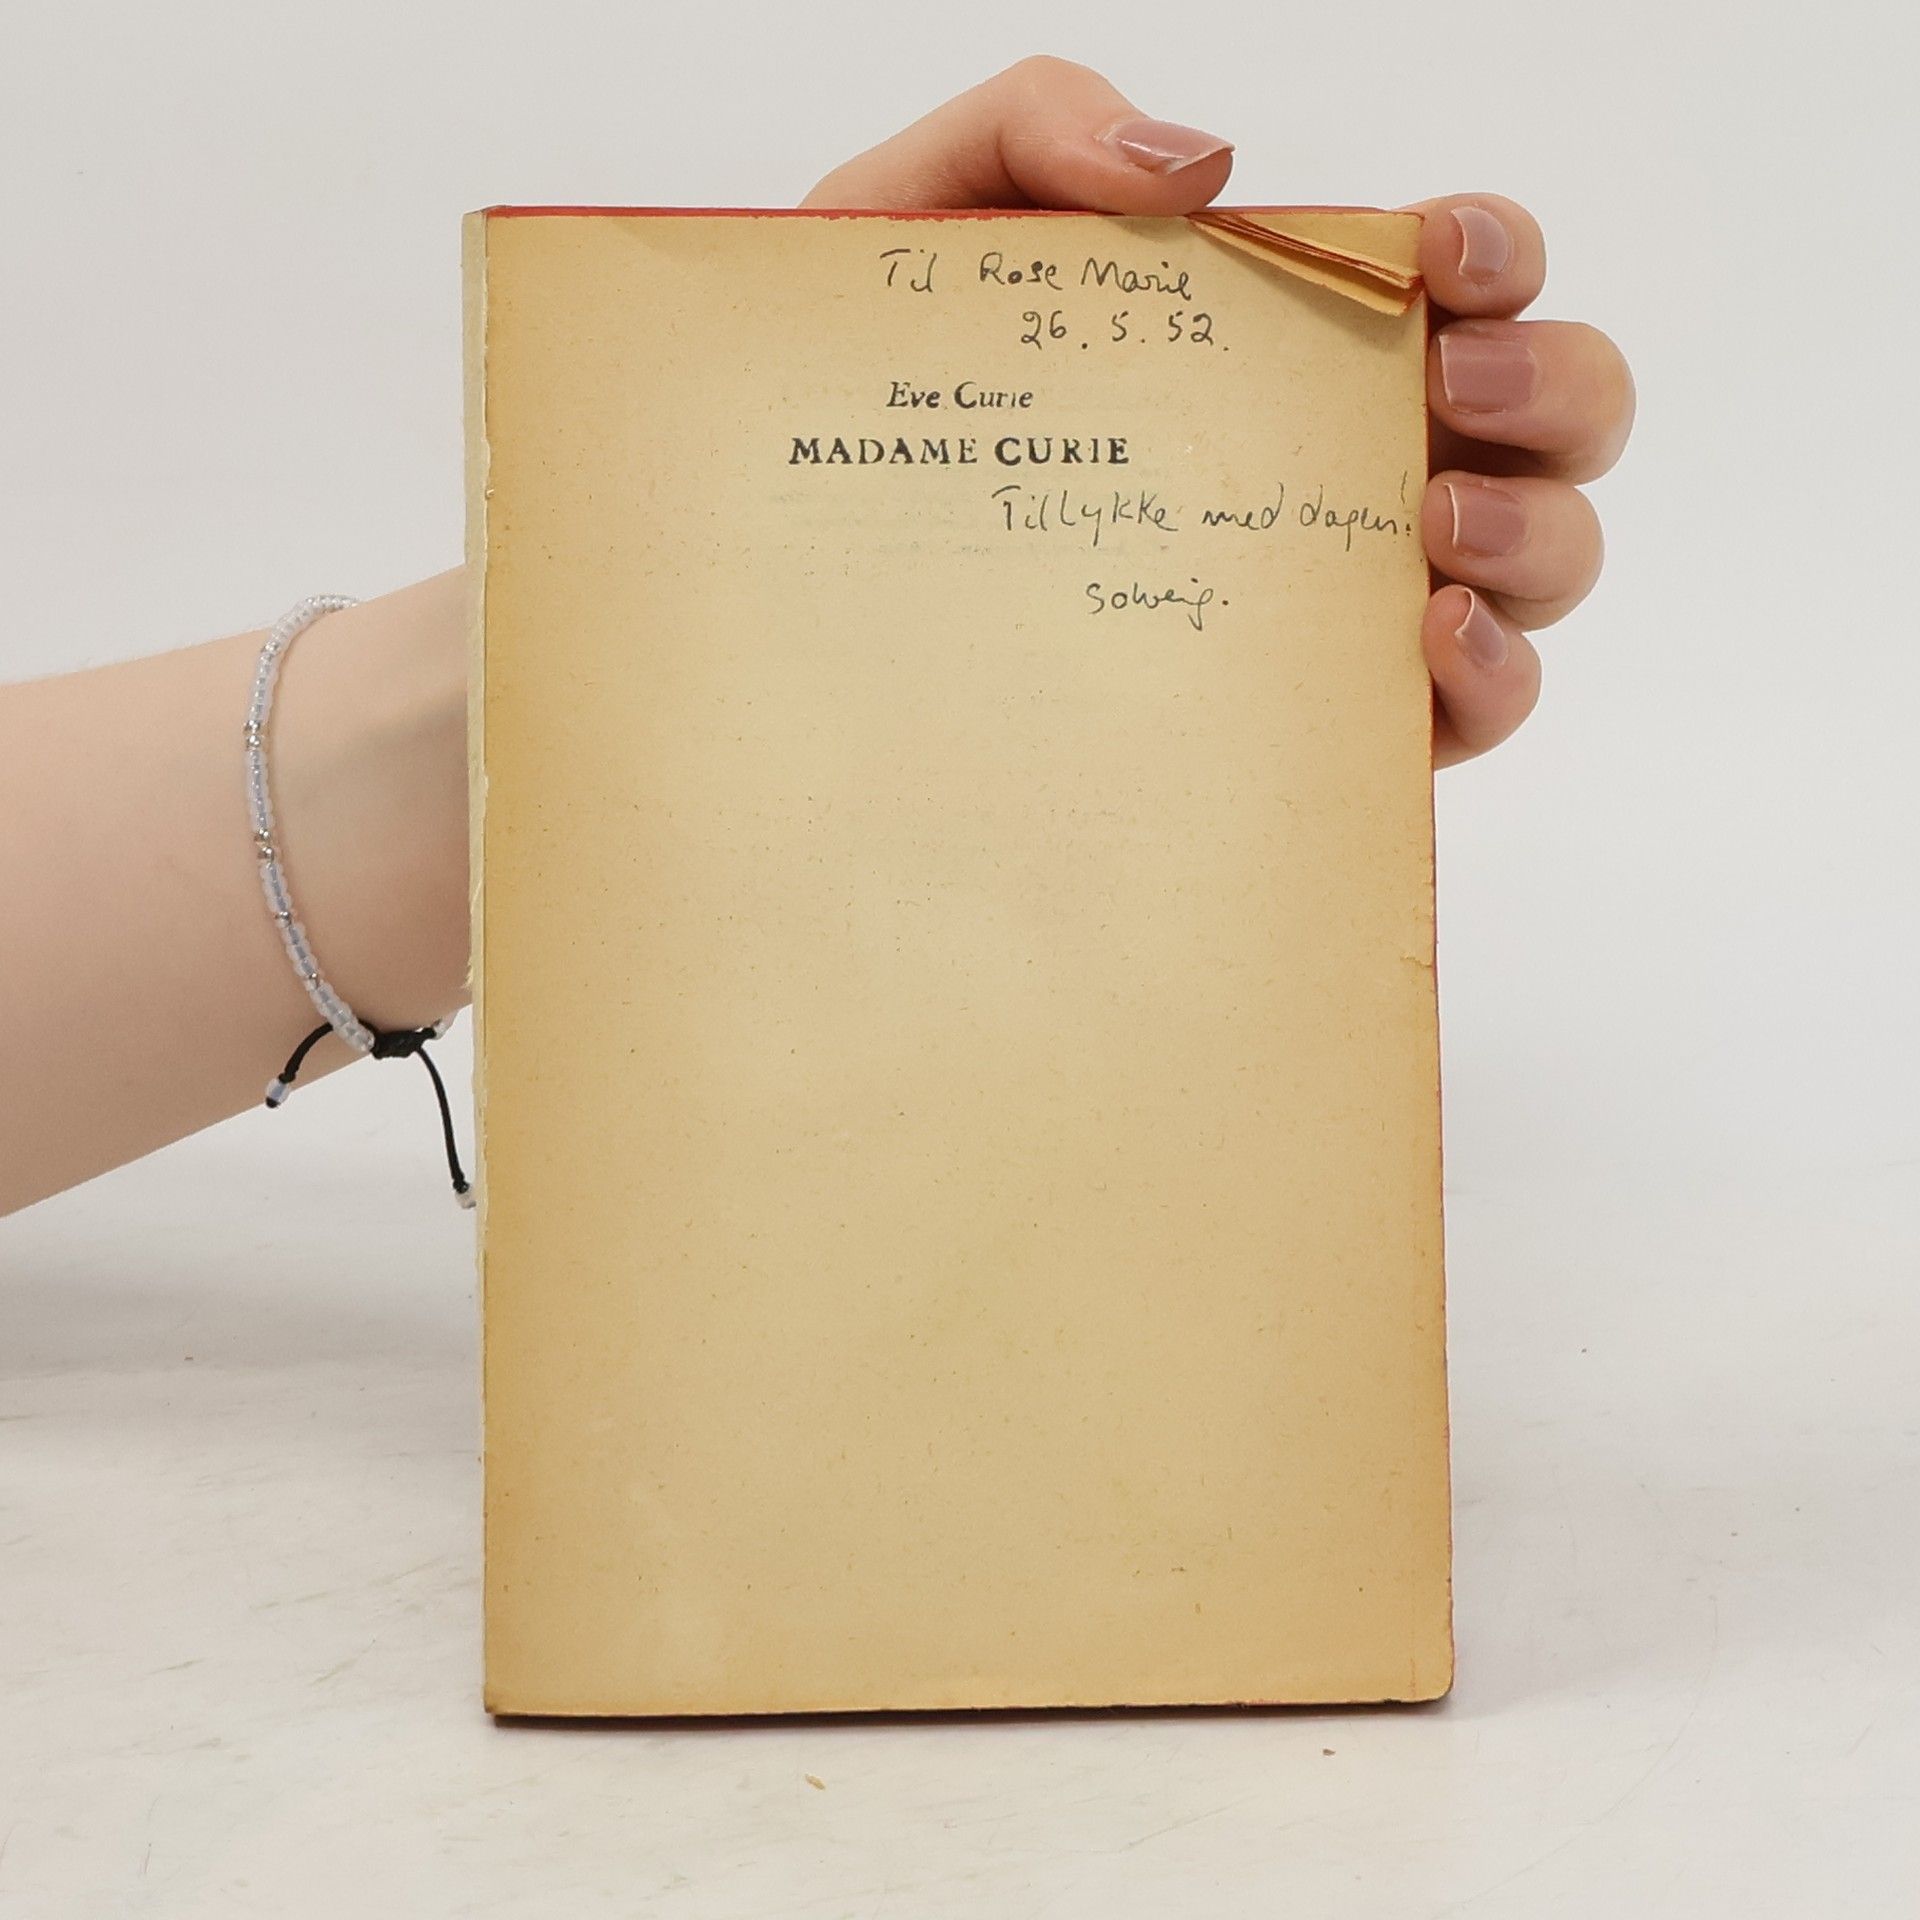 Til Rose Marie
26. 5. 52.
Eve Curie
MADAME CURIE
Tillykke med dagen!
Solveig.